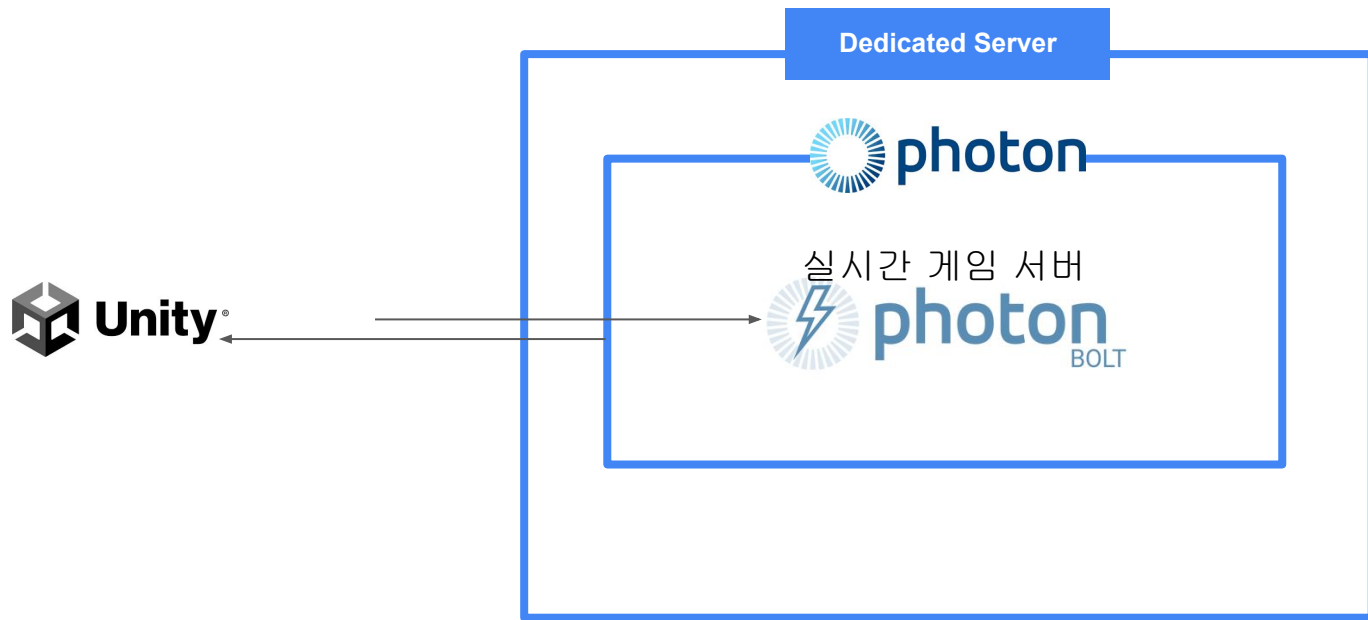 Dedicated Server
photon
실시간 게임 서버
Unity®
photon
BOLT